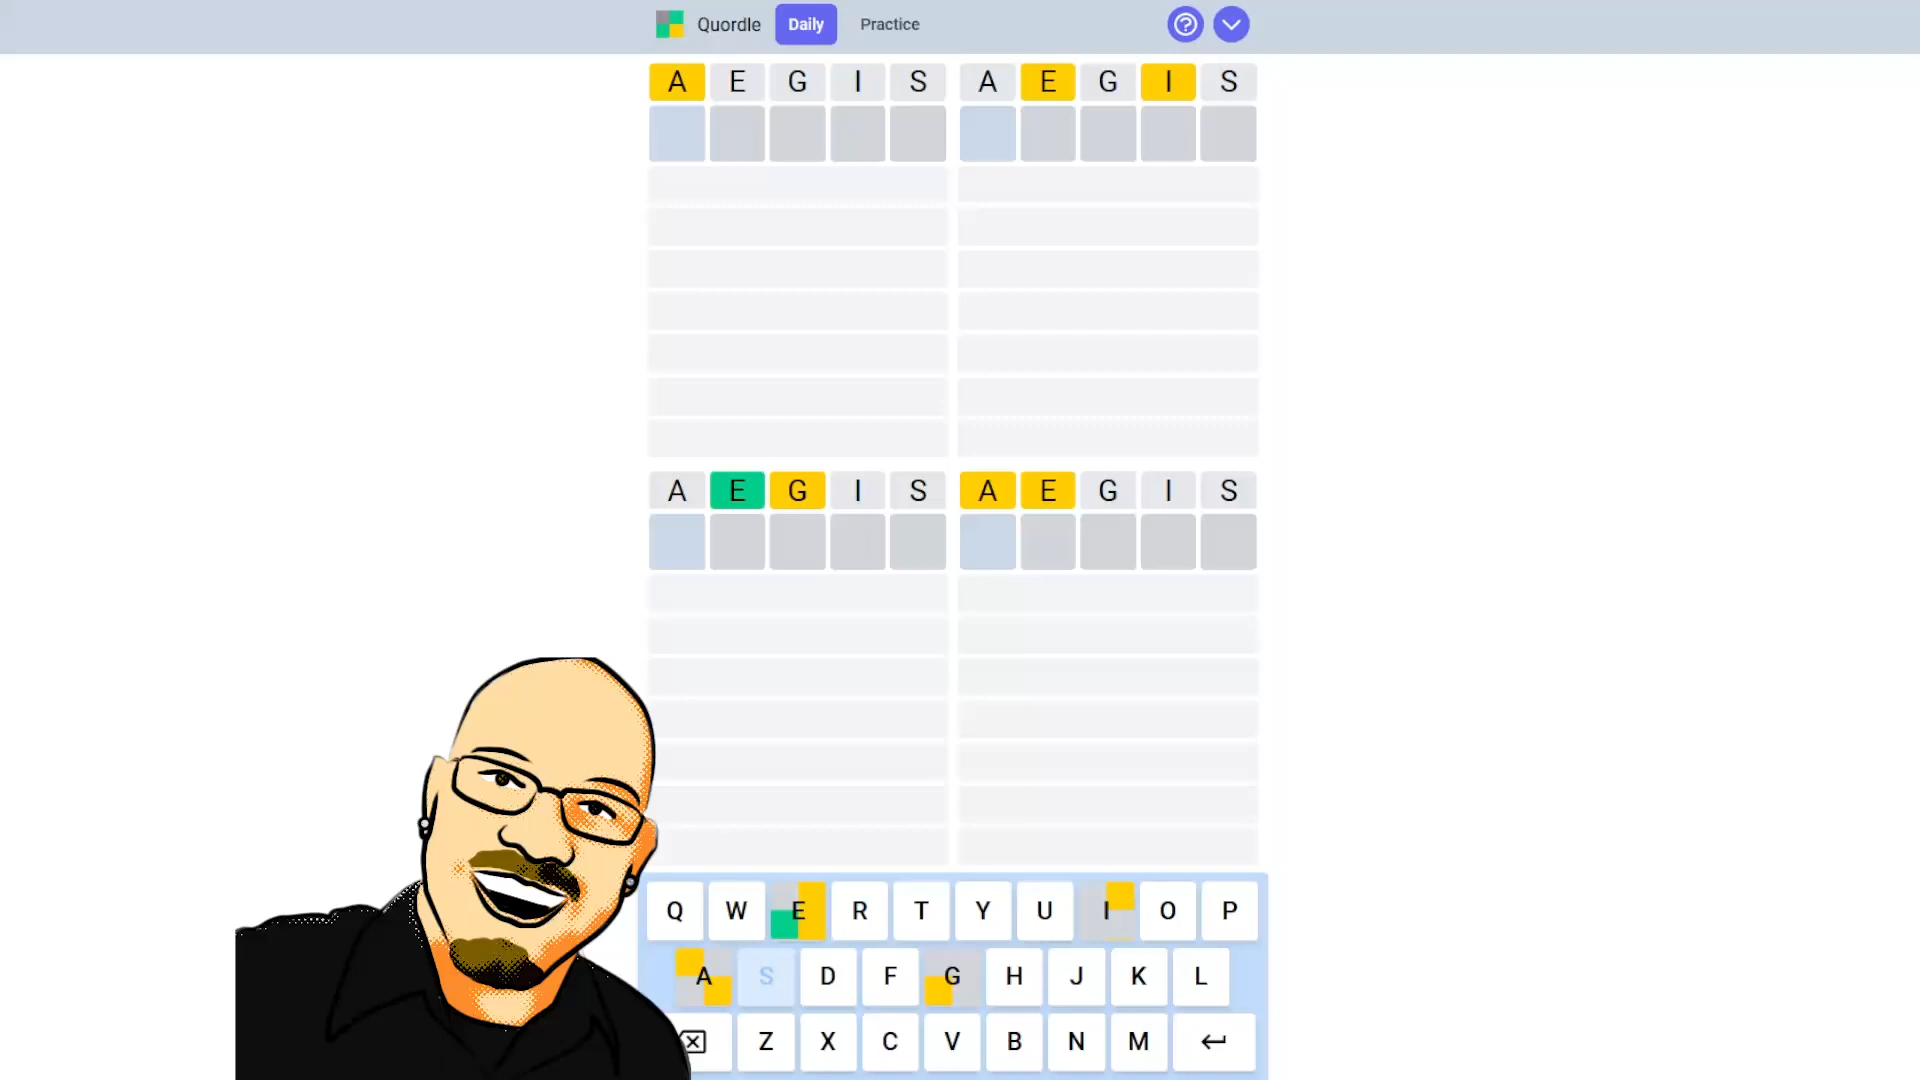 Quordle Daily Practice ?
A E G I S A E G I S
A E G I S A E G I S
Q W E R T Y U I O P
A S D F G H J K L
Z X C V B N M